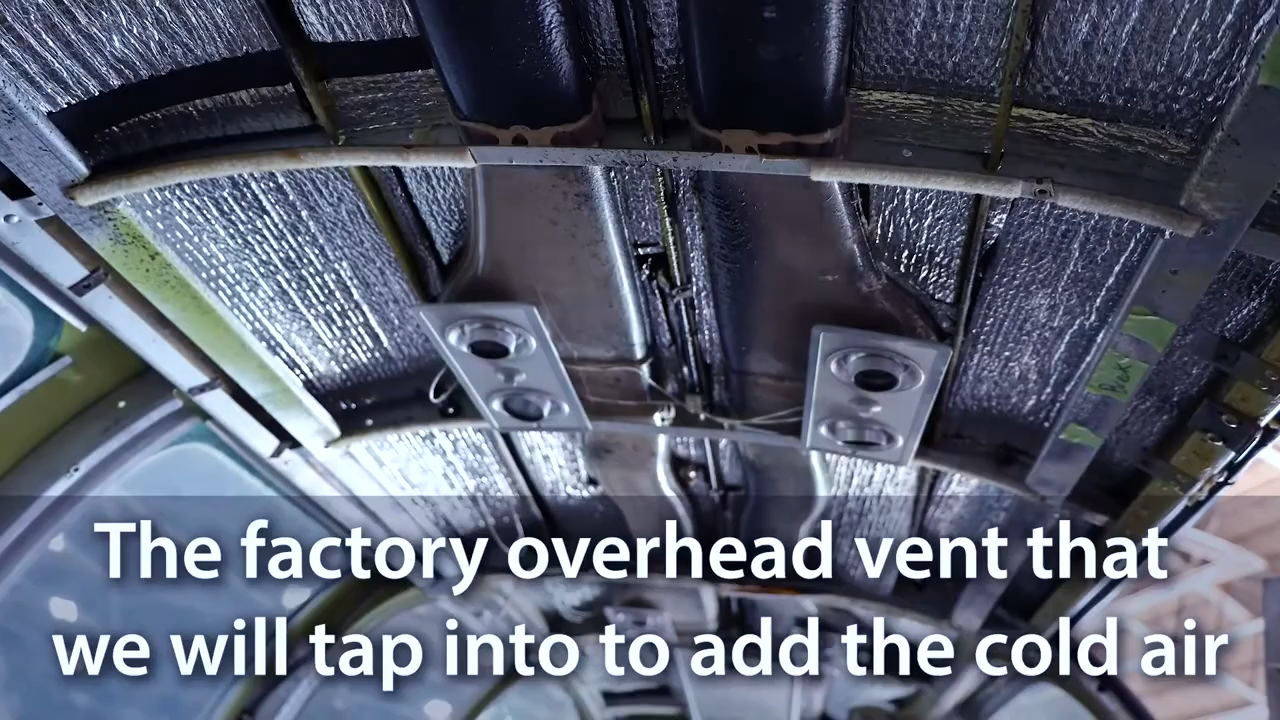 The factory overhead vent that
we will tap into to add the cold air